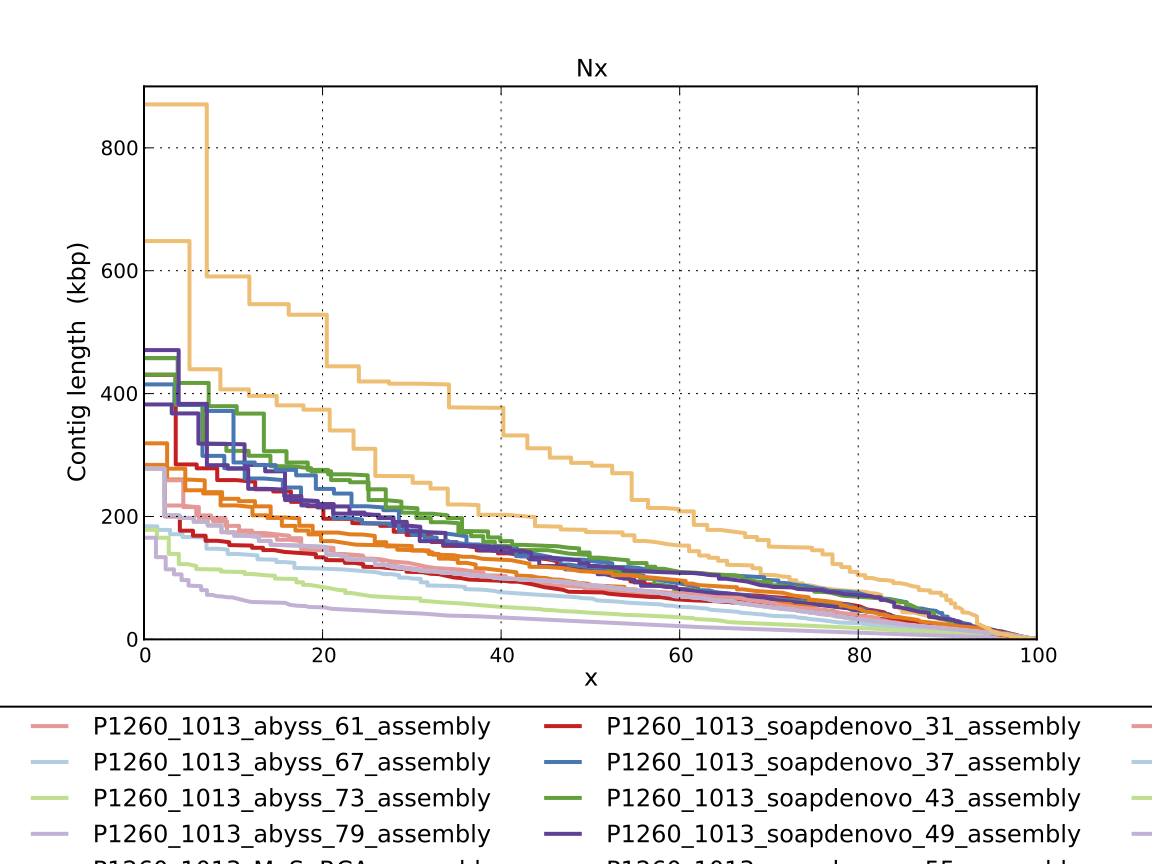 Nx
Contig length (kbp)
800
600
400
200
0
0 20 40 60 80 100
x
P1260_1013_abyss_61_assembly P1260_1013_soapdenovo_31_assembly
P1260_1013_abyss_67_assembly P1260_1013_soapdenovo_37_assembly
P1260_1013_abyss_73_assembly P1260_1013_soapdenovo_43_assembly
P1260_1013_abyss_79_assembly P1260_1013_soapdenovo_49_assembly